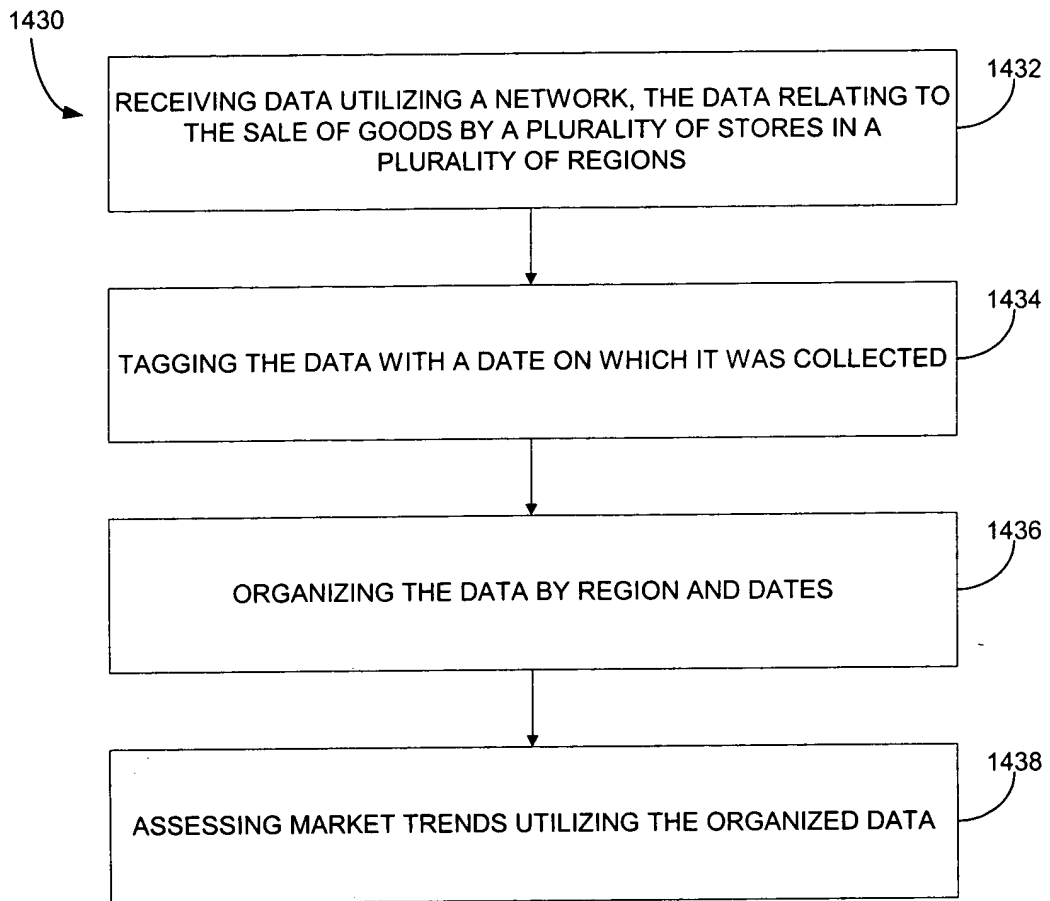 1430
1432
RECEIVING DATA UTILIZING A NETWORK, THE DATA RELATING TO
THE SALE OF GOODS BY A PLURALITY OF STORES IN A
PLURALITY OF REGIONS
1434
TAGGING THE DATA WITH A DATE ON WHICH IT WAS COLLECTED
1436
ORGANIZING THE DATA BY REGION AND DATES
1438
ASSESSING MARKET TRENDS UTILIZING THE ORGANIZED DATA